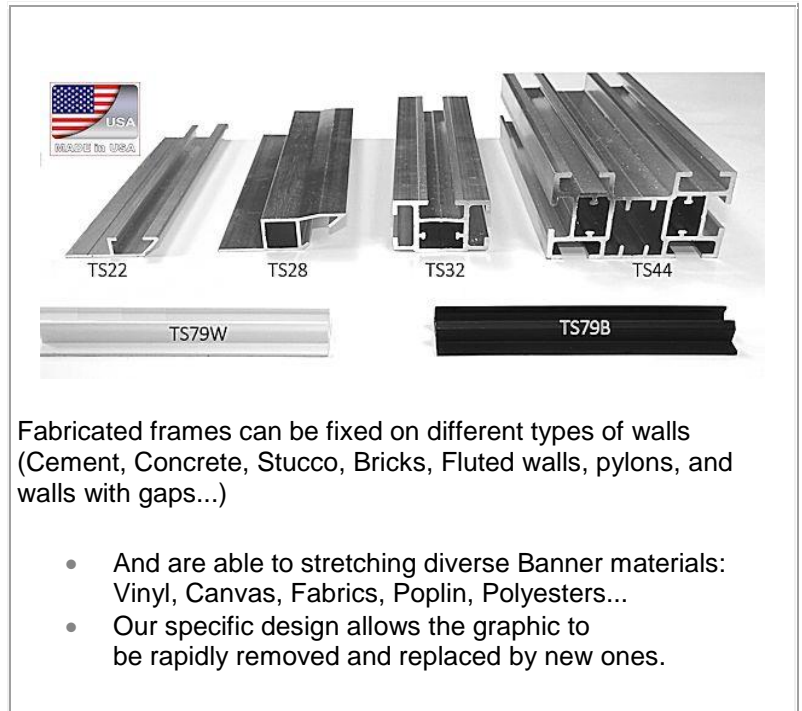 USA
MADE in USA
TS22
TS28
TS32
TS44
TS79W
TS79B
Fabricated frames can be fixed on different types of walls
(Cement, Concrete, Stucco, Bricks, Fluted walls, pylons, and
walls with gaps...)
And are able to stretching diverse Banner materials:
Vinyl, Canvas, Fabrics, Poplin, Polyesters...
Our specific design allows the graphic to
be rapidly removed and replaced by new ones.